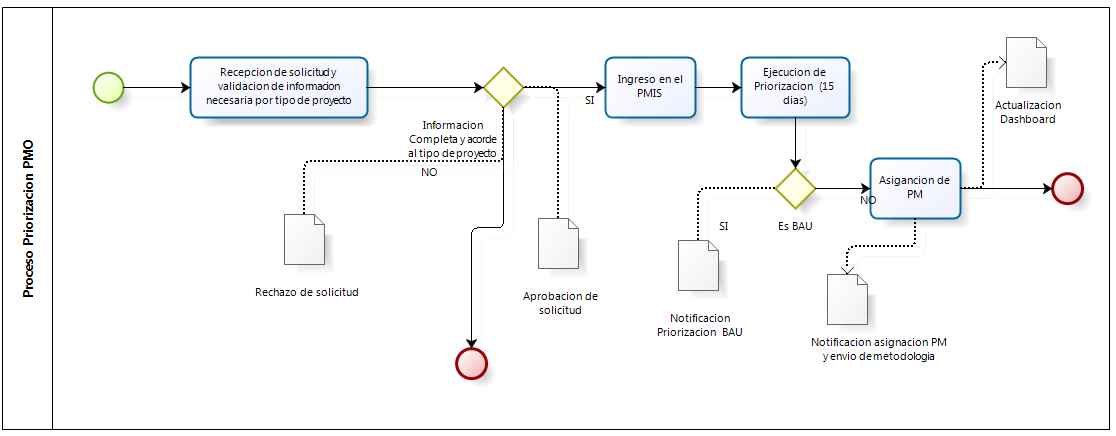 Proceso Priorizacion PMO
Recepcion de solicitud y
validacion de informacion
necesaria por tipo de proyecto
Informacion
Completa y acorde
al tipo de proyecto
NO
SI
Rechazo de solicitud
Aprobacion de
solicitud
Ingreso en el
PMIS
Ejecucion de
Priorizacion (15
dias)
Es BAU
SI
NO
Notificacion
Priorizacion BAU
Asigancion de
PM
Notificacion asignacion PM
y envio de metodologia
Actualizacion
Dashboard